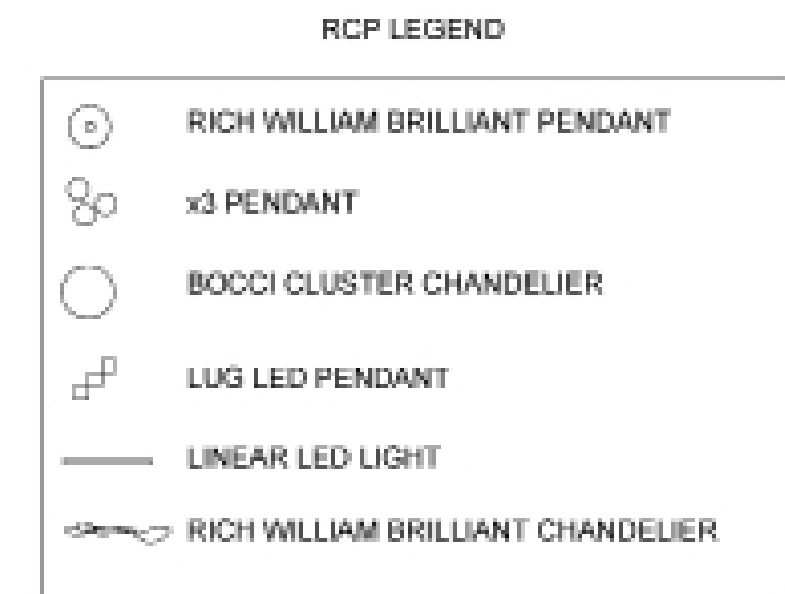 RCP LEGEND
RICH WILLIAM BRILLIANT PENDANT
x3 PENDANT
BOCCI CLUSTER CHANDELIER
LUG LED PENDANT
LINEAR LED LIGHT
RICH WILLIAM BRILLIANT CHANDELIER